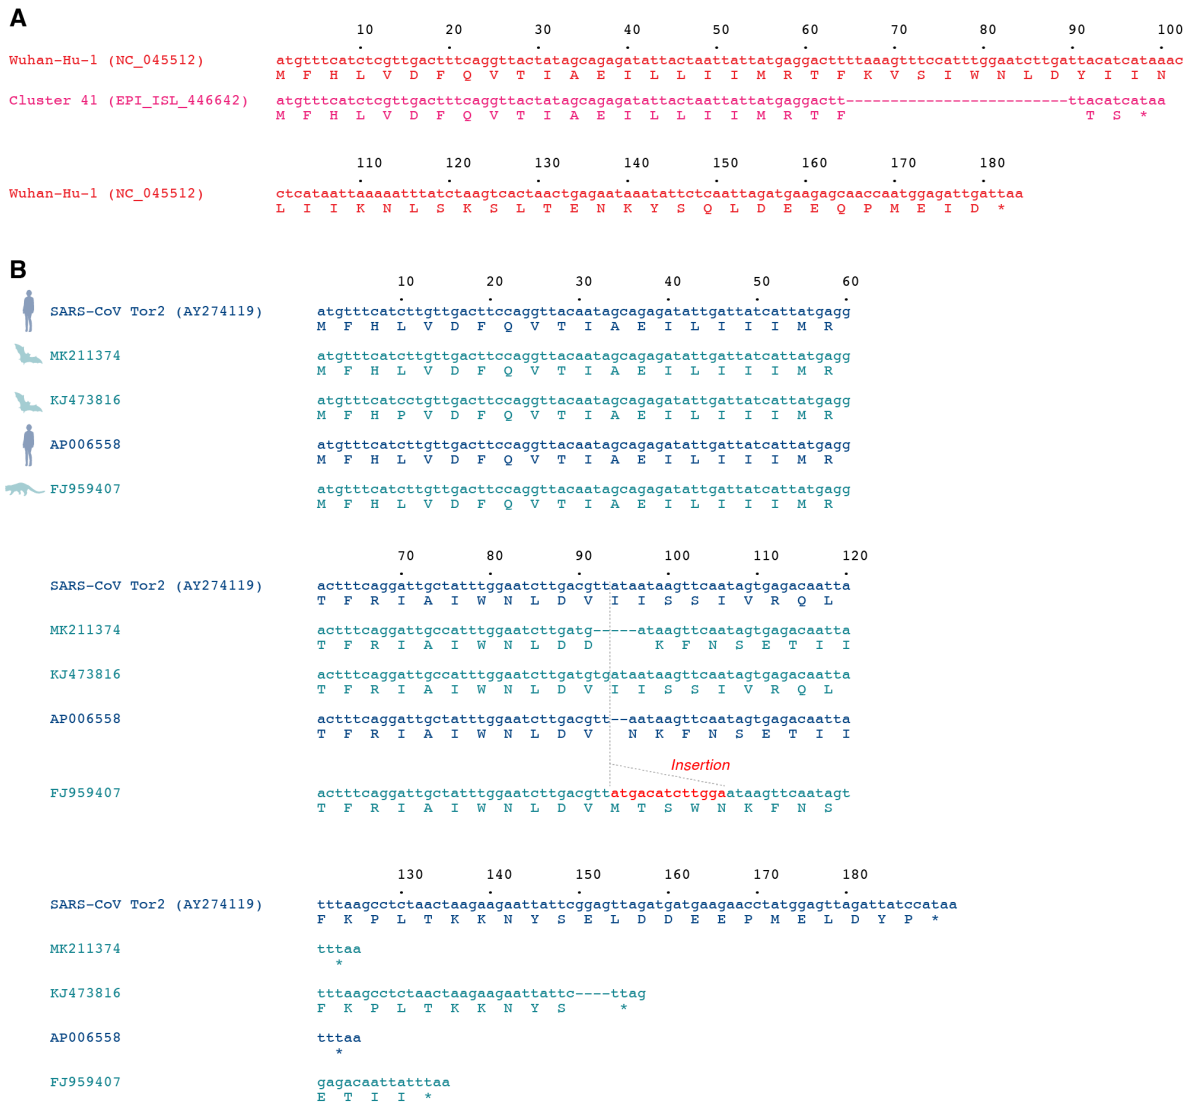 A
10 20 30 40 50 60 70 80 90 100
Wuhan-Hu-1 (NC_045512) atgtttcatctcgttgactttcaggttactatagcagagatattactaattattatgaggacttttaaagtttccatttggaatcttgattacatcataaac
M F H L V D F Q V T I A E I L L I I M R T F K V S I W N L D Y I I N
Cluster 41 (EPI_ISL_446642) atgtttcatctcgttgactttcaggttactatagcagagatattactaattattatgaggactt-------------------------ttacatcataa
M F H L V D F Q V T I A E I L L I I M R T F T S *
110 120 130 140 150 160 170 180
Wuhan-Hu-1 (NC_045512) ctcataattaaaaatttatctaagtcactaactgagaataaatattctcaattagatgaagagcaaccaatggagattgattaa
L I I K N L S K S L T E N K Y S Q L D E E Q P M E I D *
B
10 20 30 40 50 60
SARS-CoV Tor2 (AY274119) atgtttcatcttgttgacttccaggttacaatagcagagatattgattatcattatgagg
M F H L V D F Q V T I A E I L I I I M R
MK211374 atgtttcatcttgttgacttccaggttacaatagcagagatattgattatcattatgagg
M F H L V D F Q V T I A E I L I I I M R
KJ473816 atgtttcatcctgttgacttccaggttacaatagcagagatattgattatcattatgagg
M F H P V D F Q V T I A E I L I I I M R
AP006558 atgtttcatcttgttgacttccaggttacaatagcagagatattgattatcattatgagg
M F H L V D F Q V T I A E I L I I I M R
FJ959407 atgtttcatcttgttgacttccaggttacaatagcagagatattgattatcattatgagg
M F H L V D F Q V T I A E I L I I I M R
70 80 90 100 110 120
SARS-CoV Tor2 (AY274119) actttcaggattgctatttggaatcttgacgttataataagttcaatagtgagacaatta
T F R I A I W N L D V I I S S I V R Q L
MK211374 actttcaggattgccatttggaatcttgatg-----ataagttcaatagtgagacaatta
T F R I A I W N L D D K F N S E T I I
KJ473816 actttcaggattgccatttggaatcttgatgtgataataagttcaatagtgagacaatta
T F R I A I W N L D V I I S S I V R Q L
AP006558 actttcaggattgctatttggaatcttgacgtt--aataagttcaatagtgagacaatta
T F R I A I W N L D V N K F N S E T I I
Insertion
FJ959407 actttcaggattgctatttggaatcttgacgttatgacatcttggaataagttcaatagt
T F R I A I W N L D V M T S W N K F N S
130 140 150 160 170 180
SARS-CoV Tor2 (AY274119) tttaagcctctaactaagaagaattattcggagttagatgatgaagaacctatggagttagattatccataa
F K P L T K K N Y S E L D D E E P M E L D Y P *
MK211374 tttaa
*
KJ473816 tttaagcctctaactaagaagaattattc----ttag
F K P L T K K N Y S *
AP006558 tttaa
*
FJ959407 gagacaattatttaa
E T I I *